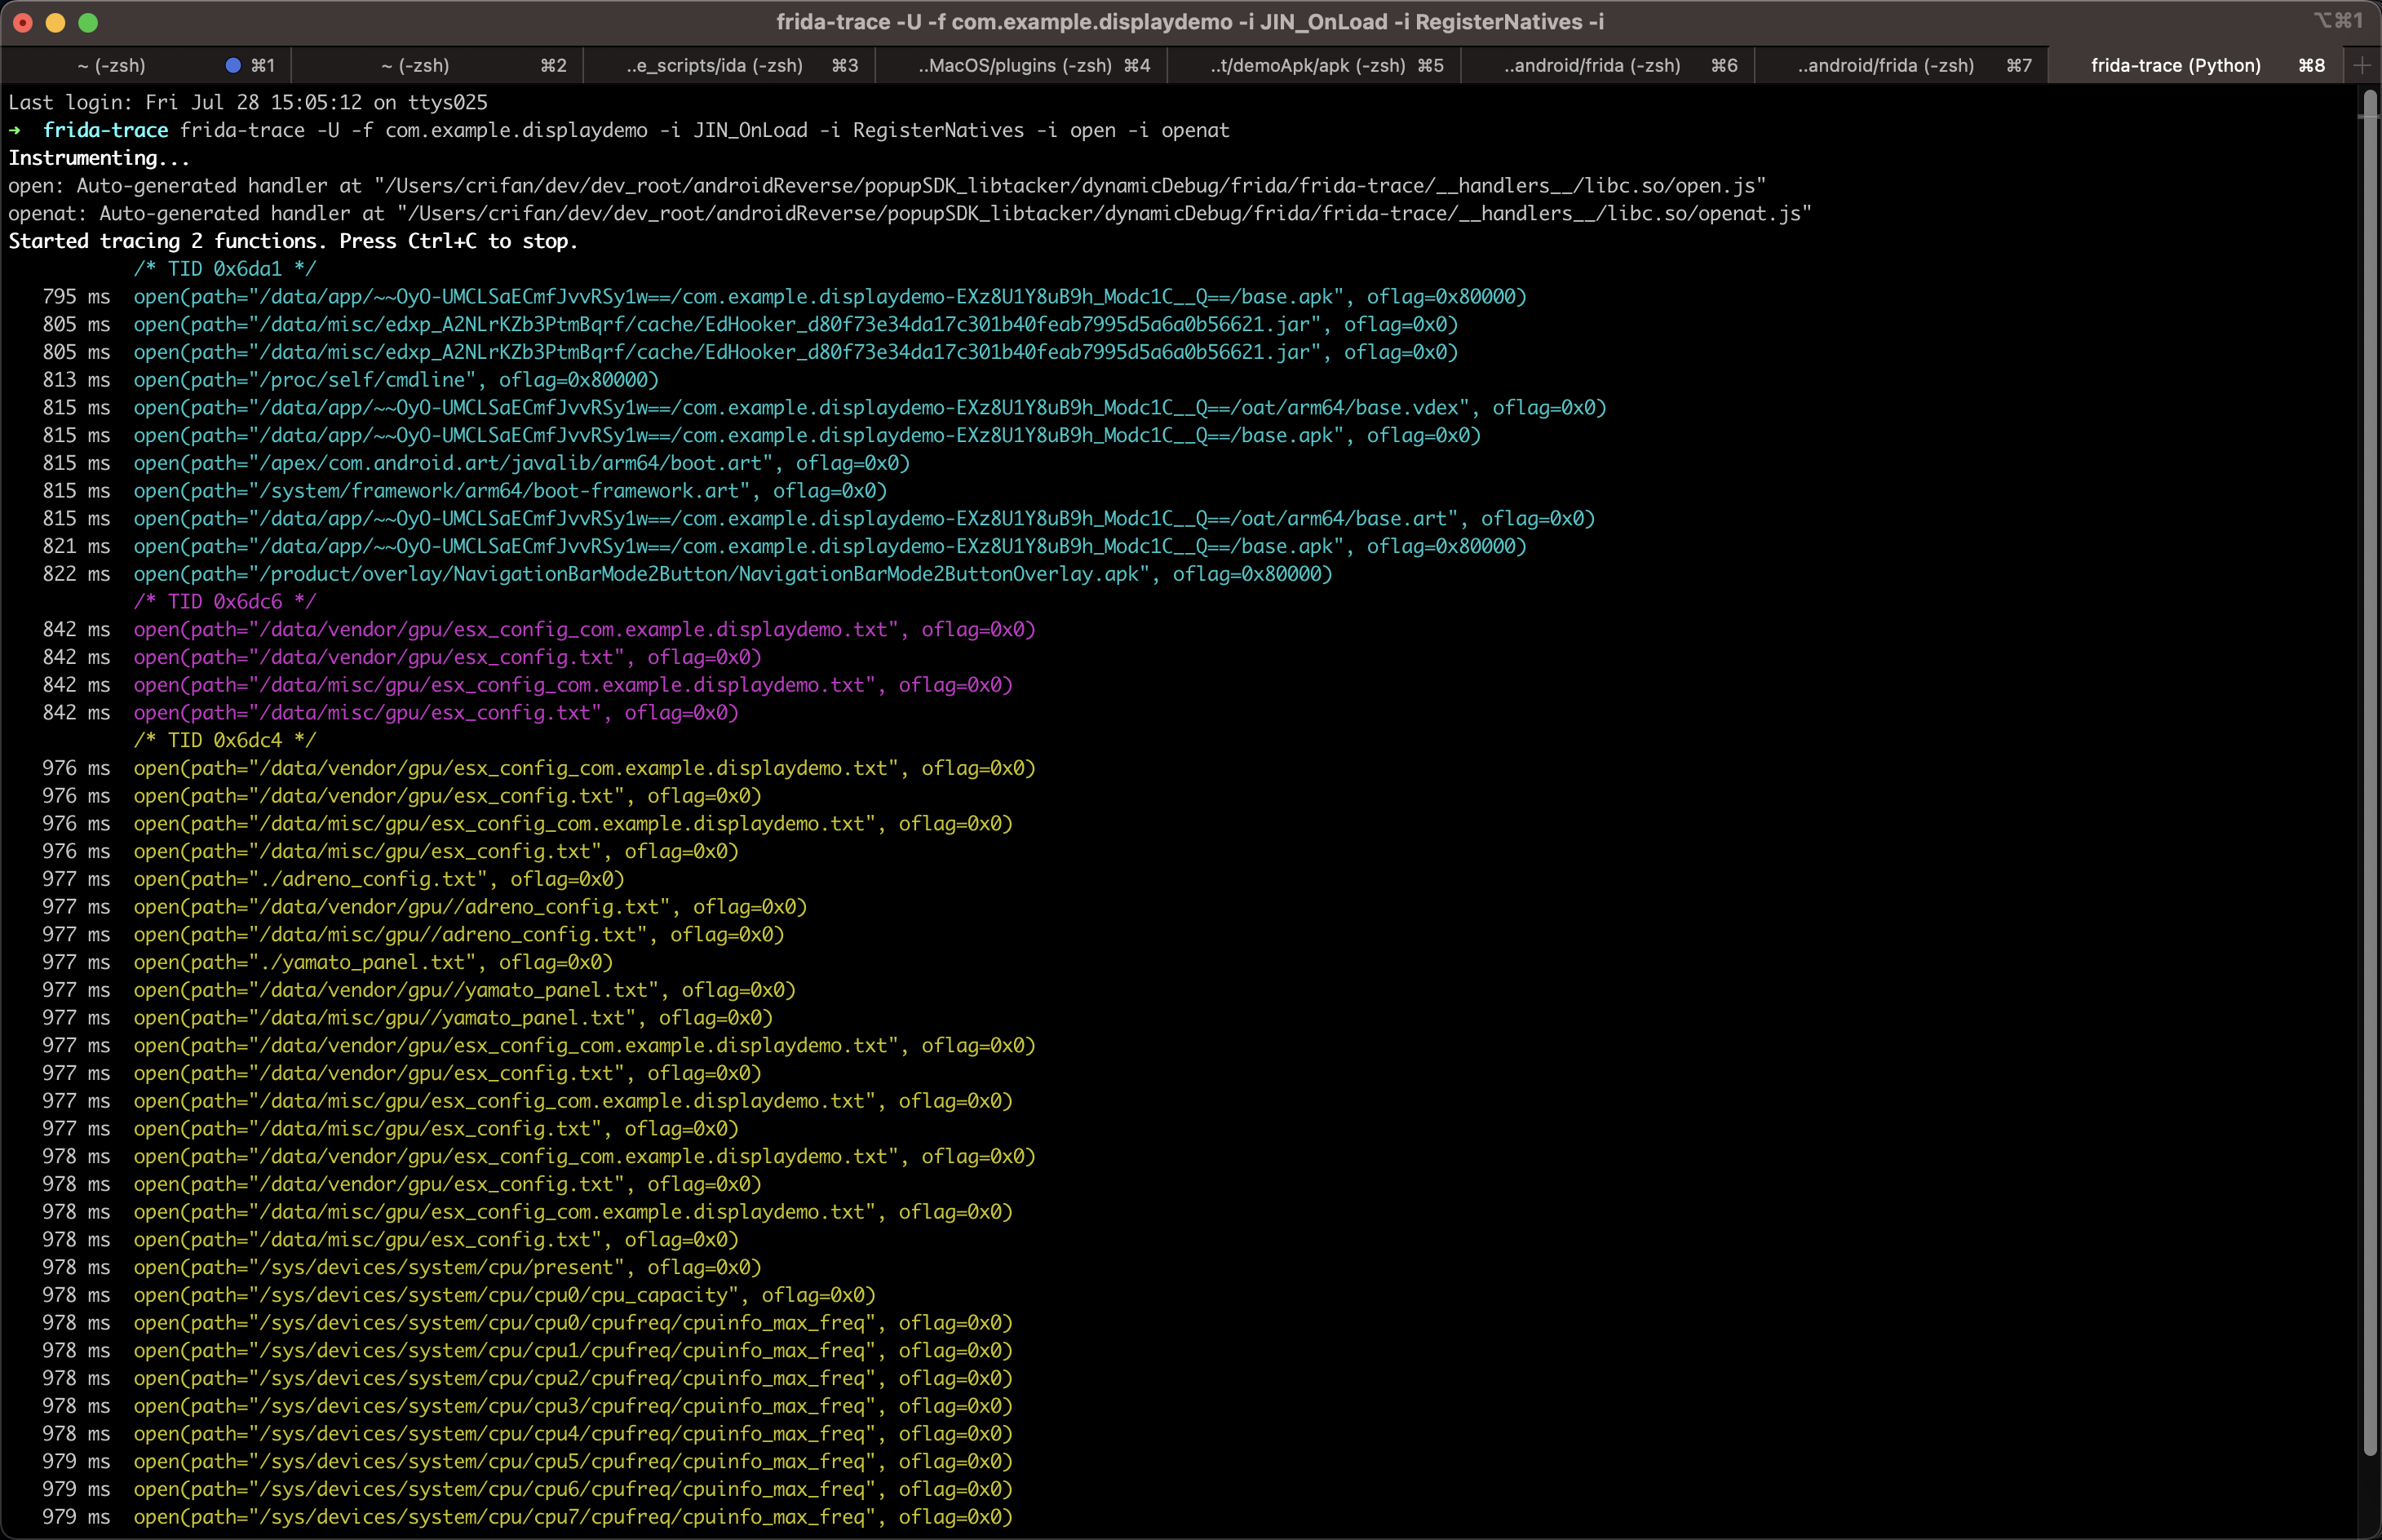 frida-trace -U -f com.example.displaydemo -i JIN_OnLoad -i RegisterNatives -i
⌥⌘1
~ (-zsh) ⌘1 ~ (-zsh) ⌘2 ..e_scripts/ida (-zsh) ⌘3 ..MacOS/plugins (-zsh) ⌘4 ..t/demoApk/apk (-zsh) ⌘5 ..android/frida (-zsh) ⌘6 ..android/frida (-zsh) ⌘7 frida-trace (Python) ⌘8
Last login: Fri Jul 28 15:05:12 on ttys025
➜  frida-trace frida-trace -U -f com.example.displaydemo -i JIN_OnLoad -i RegisterNatives -i open -i openat
Instrumenting...
open: Auto-generated handler at "/Users/crifan/dev/dev_root/androidReverse/popupSDK_libtacker/dynamicDebug/frida/frida-trace/__handlers__/libc.so/open.js"
openat: Auto-generated handler at "/Users/crifan/dev/dev_root/androidReverse/popupSDK_libtacker/dynamicDebug/frida/frida-trace/__handlers__/libc.so/openat.js"
Started tracing 2 functions. Press Ctrl+C to stop.
/* TID 0x6da1 */
795 ms  open(path="/data/app/~~OyO-UMCLSaECmfJvvRSy1w==/com.example.displaydemo-EXz8U1Y8uB9h_Modc1C__Q==/base.apk", oflag=0x80000)
805 ms  open(path="/data/misc/edxp_A2NLrKZb3PtmBqrf/cache/EdHooker_d80f73e34da17c301b40feab7995d5a6a0b56621.jar", oflag=0x0)
805 ms  open(path="/data/misc/edxp_A2NLrKZb3PtmBqrf/cache/EdHooker_d80f73e34da17c301b40feab7995d5a6a0b56621.jar", oflag=0x0)
813 ms  open(path="/proc/self/cmdline", oflag=0x80000)
815 ms  open(path="/data/app/~~OyO-UMCLSaECmfJvvRSy1w==/com.example.displaydemo-EXz8U1Y8uB9h_Modc1C__Q==/oat/arm64/base.vdex", oflag=0x0)
815 ms  open(path="/data/app/~~OyO-UMCLSaECmfJvvRSy1w==/com.example.displaydemo-EXz8U1Y8uB9h_Modc1C__Q==/base.apk", oflag=0x0)
815 ms  open(path="/apex/com.android.art/javalib/arm64/boot.art", oflag=0x0)
815 ms  open(path="/system/framework/arm64/boot-framework.art", oflag=0x0)
815 ms  open(path="/data/app/~~OyO-UMCLSaECmfJvvRSy1w==/com.example.displaydemo-EXz8U1Y8uB9h_Modc1C__Q==/oat/arm64/base.art", oflag=0x0)
821 ms  open(path="/data/app/~~OyO-UMCLSaECmfJvvRSy1w==/com.example.displaydemo-EXz8U1Y8uB9h_Modc1C__Q==/base.apk", oflag=0x80000)
822 ms  open(path="/product/overlay/NavigationBarMode2Button/NavigationBarMode2ButtonOverlay.apk", oflag=0x80000)
/* TID 0x6dc6 */
842 ms  open(path="/data/vendor/gpu/esx_config_com.example.displaydemo.txt", oflag=0x0)
842 ms  open(path="/data/vendor/gpu/esx_config.txt", oflag=0x0)
842 ms  open(path="/data/misc/gpu/esx_config_com.example.displaydemo.txt", oflag=0x0)
842 ms  open(path="/data/misc/gpu/esx_config.txt", oflag=0x0)
/* TID 0x6dc4 */
976 ms  open(path="/data/vendor/gpu/esx_config_com.example.displaydemo.txt", oflag=0x0)
976 ms  open(path="/data/vendor/gpu/esx_config.txt", oflag=0x0)
976 ms  open(path="/data/misc/gpu/esx_config_com.example.displaydemo.txt", oflag=0x0)
976 ms  open(path="/data/misc/gpu/esx_config.txt", oflag=0x0)
977 ms  open(path="./adreno_config.txt", oflag=0x0)
977 ms  open(path="/data/vendor/gpu//adreno_config.txt", oflag=0x0)
977 ms  open(path="/data/misc/gpu//adreno_config.txt", oflag=0x0)
977 ms  open(path="./yamato_panel.txt", oflag=0x0)
977 ms  open(path="/data/vendor/gpu//yamato_panel.txt", oflag=0x0)
977 ms  open(path="/data/misc/gpu//yamato_panel.txt", oflag=0x0)
977 ms  open(path="/data/vendor/gpu/esx_config_com.example.displaydemo.txt", oflag=0x0)
977 ms  open(path="/data/vendor/gpu/esx_config.txt", oflag=0x0)
977 ms  open(path="/data/misc/gpu/esx_config_com.example.displaydemo.txt", oflag=0x0)
977 ms  open(path="/data/misc/gpu/esx_config.txt", oflag=0x0)
978 ms  open(path="/data/vendor/gpu/esx_config_com.example.displaydemo.txt", oflag=0x0)
978 ms  open(path="/data/vendor/gpu/esx_config.txt", oflag=0x0)
978 ms  open(path="/data/misc/gpu/esx_config_com.example.displaydemo.txt", oflag=0x0)
978 ms  open(path="/data/misc/gpu/esx_config.txt", oflag=0x0)
978 ms  open(path="/sys/devices/system/cpu/present", oflag=0x0)
978 ms  open(path="/sys/devices/system/cpu/cpu0/cpu_capacity", oflag=0x0)
978 ms  open(path="/sys/devices/system/cpu/cpu0/cpufreq/cpuinfo_max_freq", oflag=0x0)
978 ms  open(path="/sys/devices/system/cpu/cpu1/cpufreq/cpuinfo_max_freq", oflag=0x0)
978 ms  open(path="/sys/devices/system/cpu/cpu2/cpufreq/cpuinfo_max_freq", oflag=0x0)
978 ms  open(path="/sys/devices/system/cpu/cpu3/cpufreq/cpuinfo_max_freq", oflag=0x0)
978 ms  open(path="/sys/devices/system/cpu/cpu4/cpufreq/cpuinfo_max_freq", oflag=0x0)
979 ms  open(path="/sys/devices/system/cpu/cpu5/cpufreq/cpuinfo_max_freq", oflag=0x0)
979 ms  open(path="/sys/devices/system/cpu/cpu6/cpufreq/cpuinfo_max_freq", oflag=0x0)
979 ms  open(path="/sys/devices/system/cpu/cpu7/cpufreq/cpuinfo_max_freq", oflag=0x0)